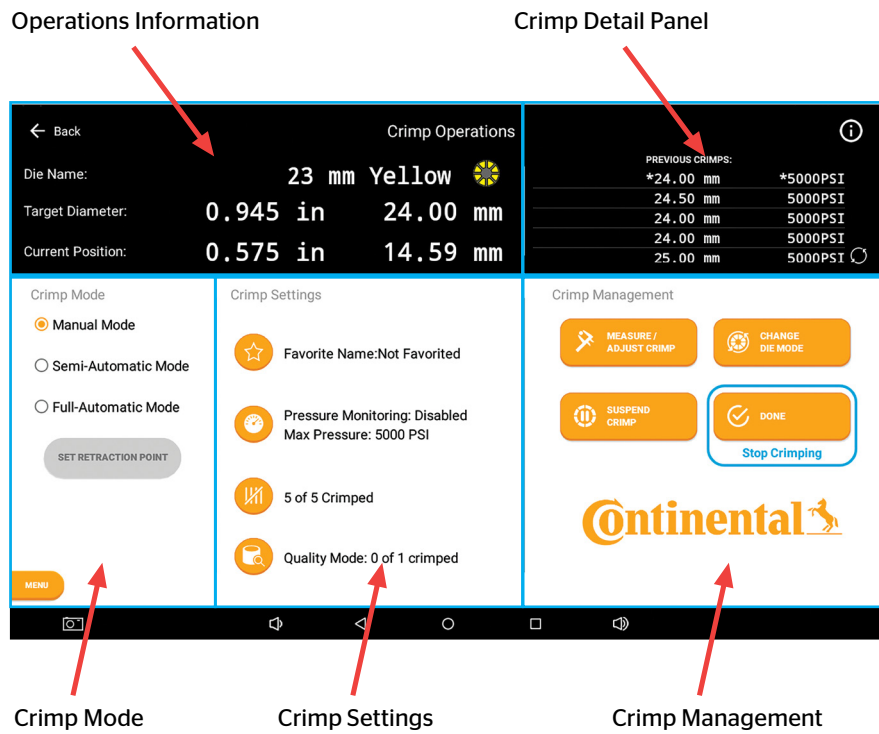 Operations Information
Crimp Detail Panel
Back
Crimp Operations
Die Name:
23 mm Yellow
Target Diameter:
0.945 in
24.00 mm
Current Position:
0.575 in
14.59 mm
PREVIOUS CRIMPS:
*24.00 mm *5000PSI
24.50 mm 5000PSI
24.00 mm 5000PSI
24.00 mm 5000PSI
25.00 mm 5000PSI
Crimp Mode
Manual Mode
Semi-Automatic Mode
Full-Automatic Mode
SET RETRACTION POINT
MENU
Crimp Settings
Favorite Name:Not Favorited
Pressure Monitoring: Disabled
Max Pressure: 5000 PSI
5 of 5 Crimped
Quality Mode: 0 of 1 crimped
Crimp Management
MEASURE /
ADJUST CRIMP
CHANGE
DIE MODE
SUSPEND
CRIMP
DONE
Stop Crimping
Continental
Crimp Mode
Crimp Settings
Crimp Management